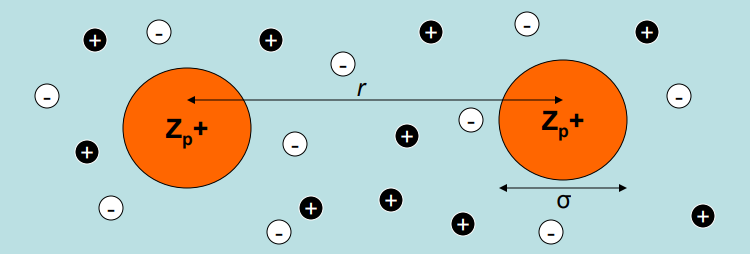 + - + + - +
-
- r -
Zp+ + - Zp+
+ -
- + + σ +
- + -